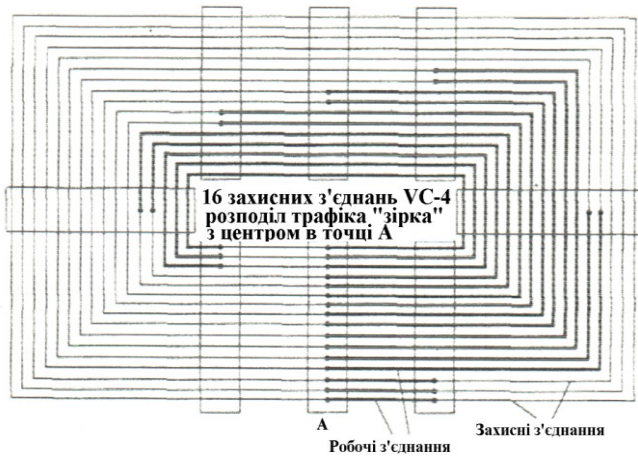 16 захисних з'єднань VC-4
розподіл трафіка "зірка"
з центром в точці А
А
Захисні з'єднання
Робочі з'єднання